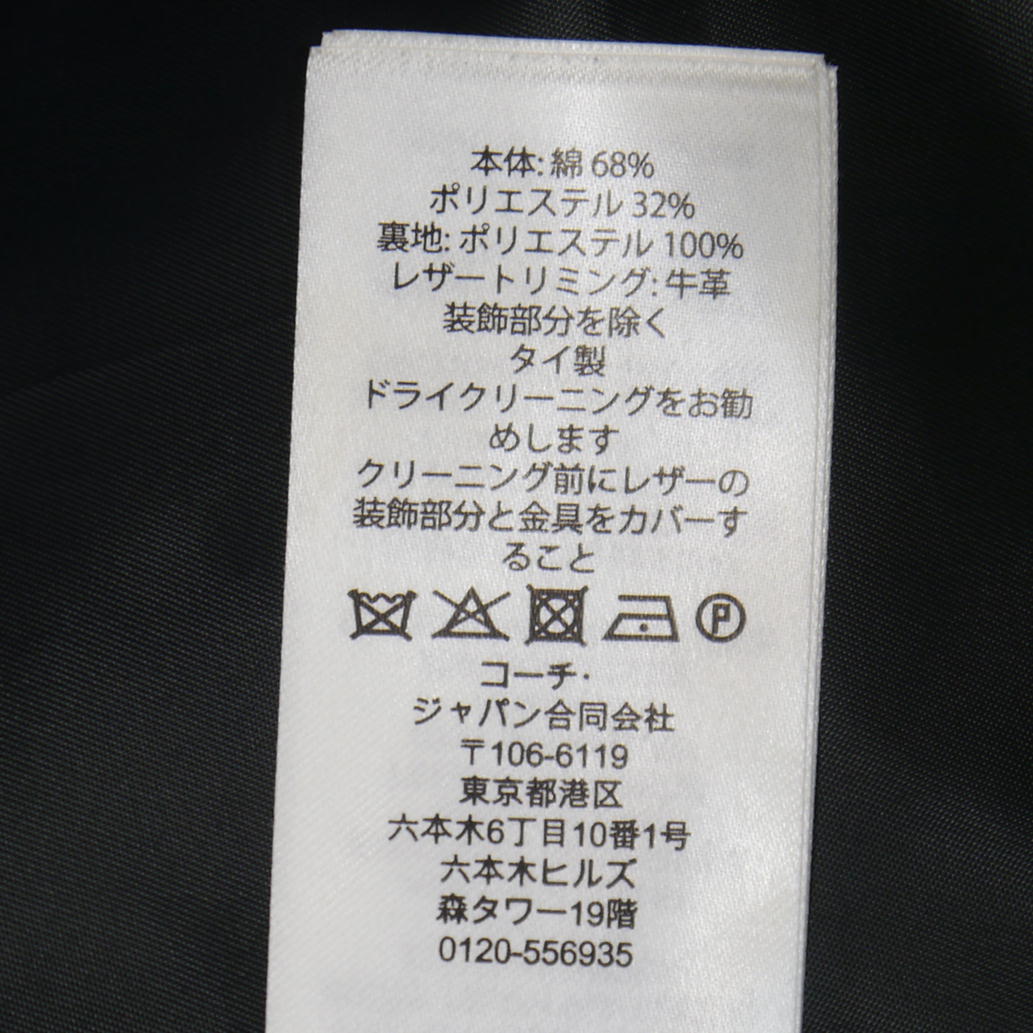 本体: 綿 68%
ポリエステル 32%
裏地: ポリエステル 100%
レザートリミング: 牛革
装飾部分を除く
タイ製
ドライクリーニングをお勧
めします
クリーニング前にレザーの
装飾部分と金具をカバーす
ること
P
コーチ·
ジャパン合同会社
〒106-6119
東京都港区
六本木6丁目10番1号
六本木ヒルズ
森タワー19階
0120-556935